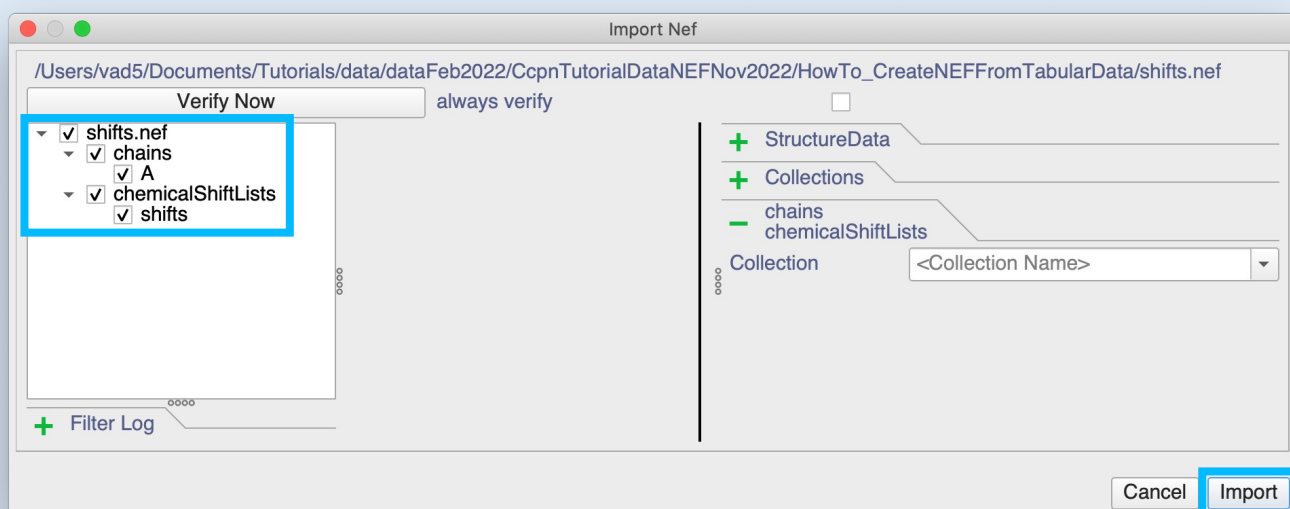 Import Nef
/Users/vad5/Documents/Tutorials/data/dataFeb2022/CcpnTutorialDataNEFNov2022/HowTo_CreateNEFFromTabularData/shifts.nef
Verify Now
always verify
shifts.nef
chains
A
chemicalShiftLists
shifts
Filter Log
StructureData
Collections
chains
chemicalShiftLists
Collection
<Collection Name>
Cancel
Import